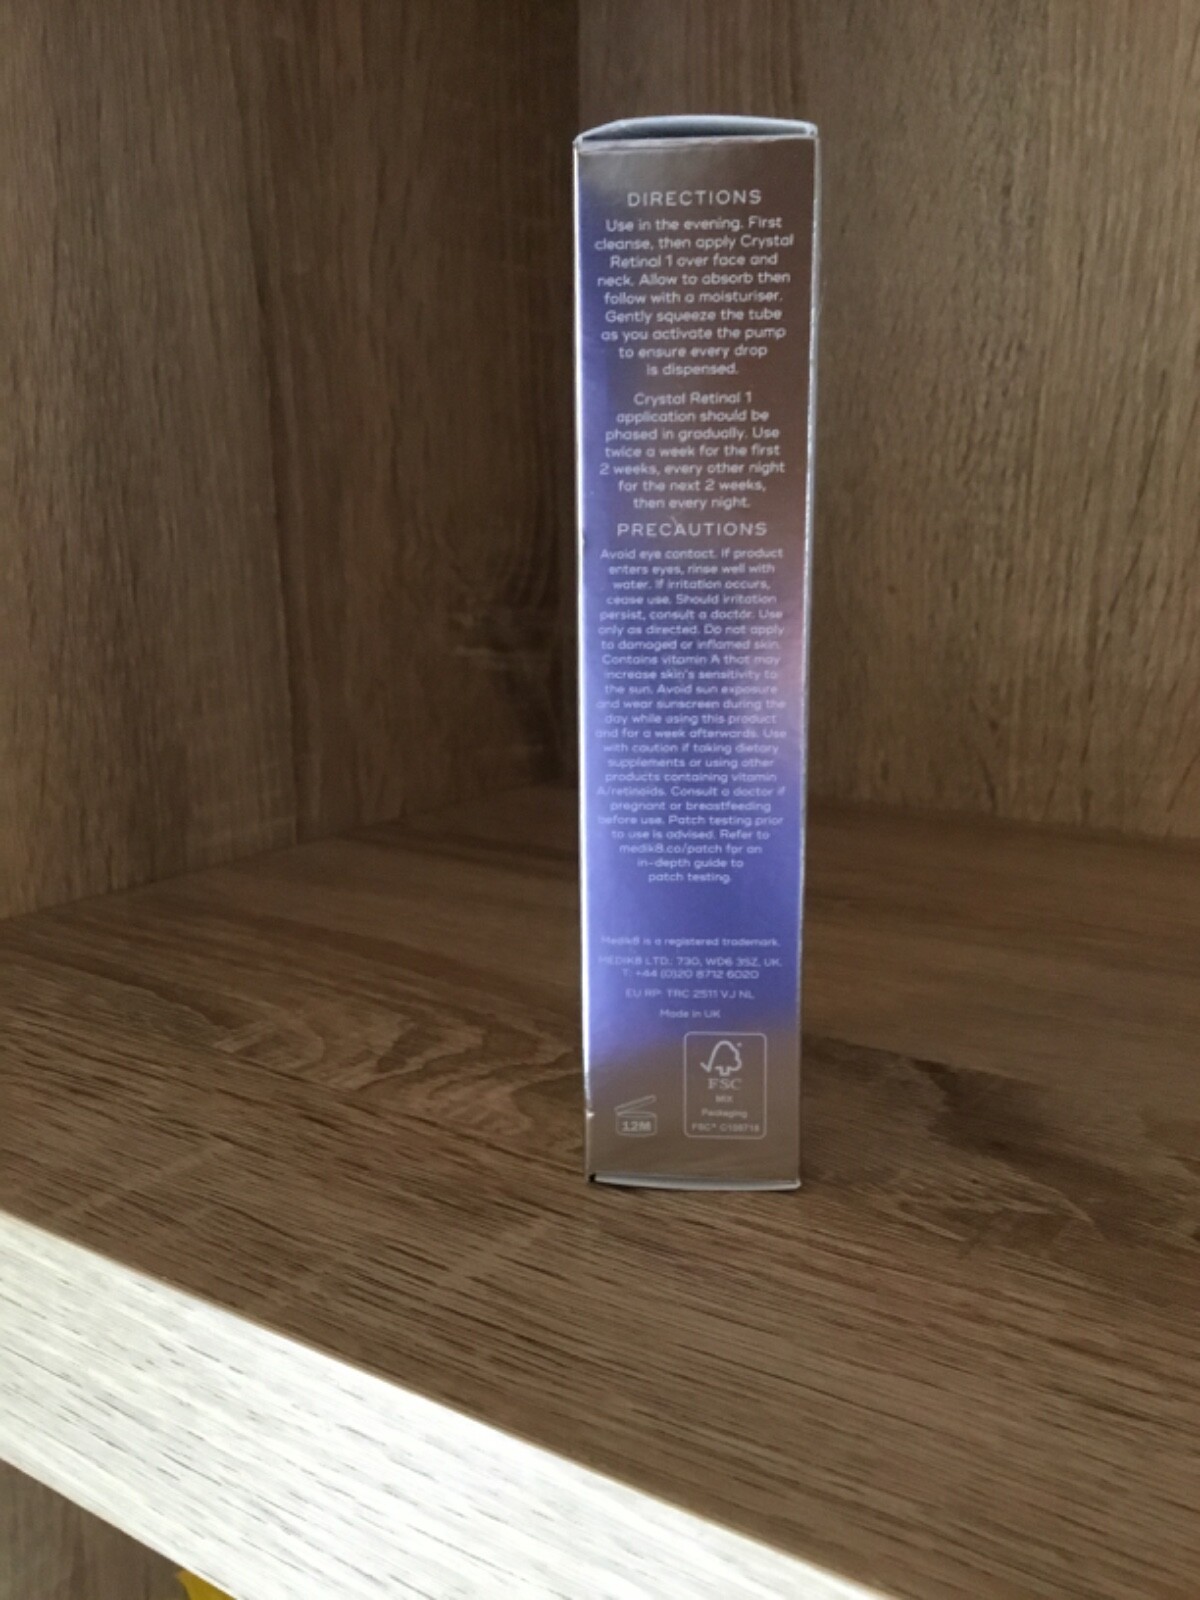 DIRECTIONS
Use in the evening. First
cleanse, then apply Crystal
Retinal 1 over face and
neck. Allow to absorb then
follow with a moisturiser.
Gently squeeze the tube
as you activate the pump
to ensure every drop
is dispensed.
Crystal Retinal 1
application should be
phased in gradually. Use
twice a week for the first
2 weeks, every other night
for the next 2 weeks,
then every night.
PRECAUTIONS
Avoid eye contact. If product
enters eyes, rinse well with
water. If irritation occurs,
cease use. Should irritation
persist, consult a doctor. Use
only as directed. Do not apply
to damaged or inflamed skin.
Contains vitamin A that may
increase skin's sensitivity to
the sun. Avoid sun exposure
and wear sunscreen during the
day while using this product
and for a week afterwards. Use
with caution if taking dietary
supplements or using other
products containing vitamin
A/retinoids. Consult a doctor if
pregnant or breastfeeding
before use. Patch testing prior
to use is advised. Refer to
medik8.co/patch for an
in-depth guide to
patch testing.
Medik8 is a registered trademark.
MEDIK8 LTD.: 730, WD6 3SZ, UK.
T: +44 (0)20 8712 6020
EU RP: TRC 2511 VJ NL
Made in UK
FSC
MIX
Packaging
FSC®
12M